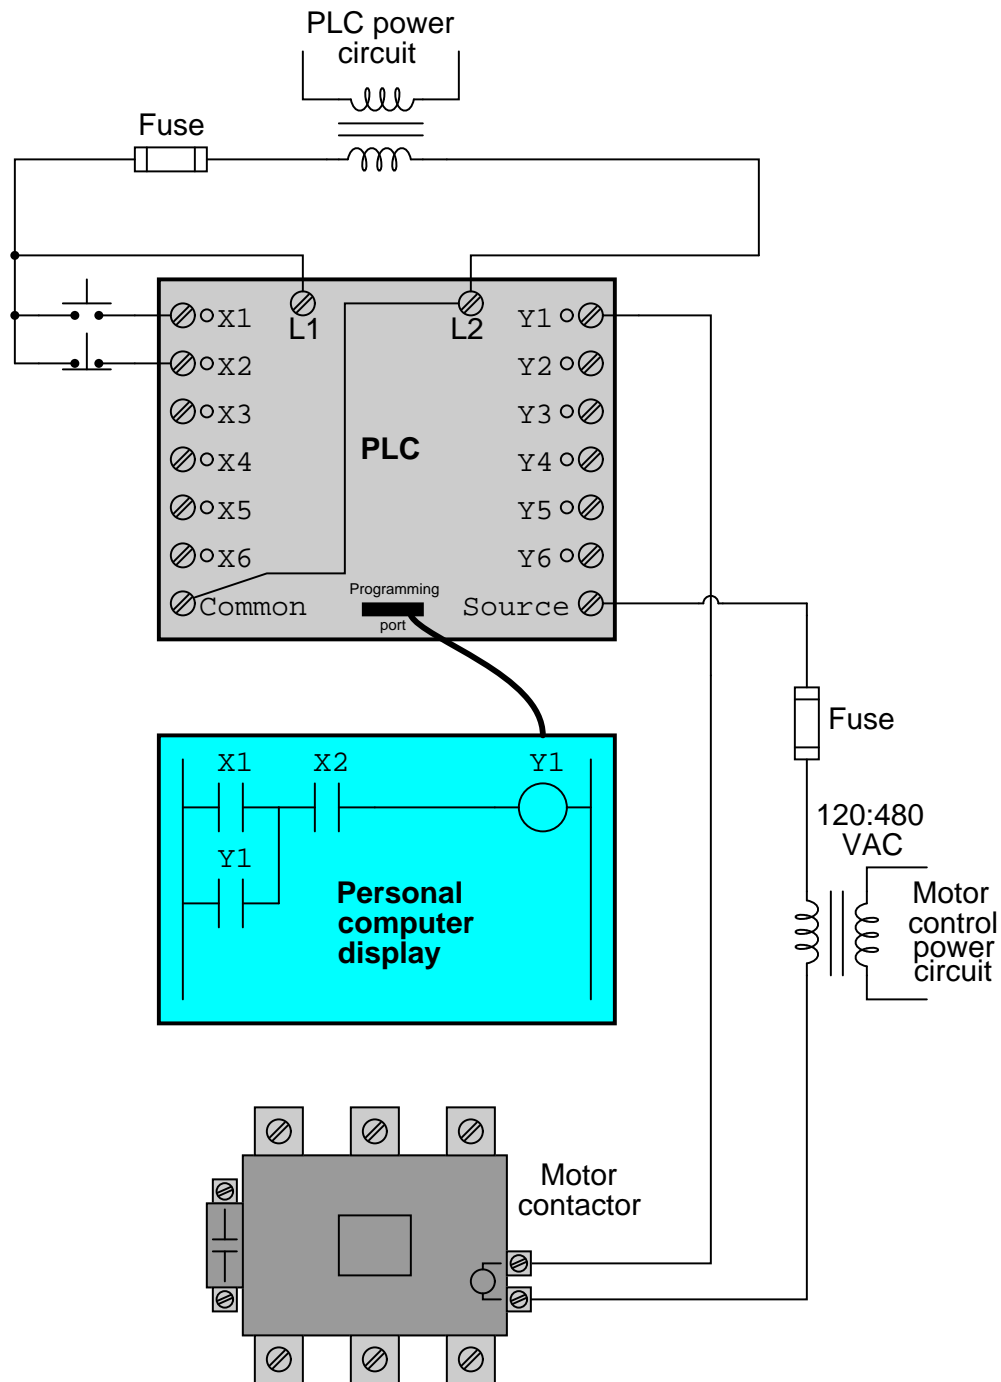 PLC power
circuit
Fuse
X1
L1
L2
Y1
X2
Y2
X3
Y3
PLC
X4
Y4
X5
Y5
X6
Y6
Common
Programming
port
Source
Fuse
X1
X2
Y1
Y1
Personal
computer
display
120:480
VAC
Motor
control
power
circuit
Motor
contactor